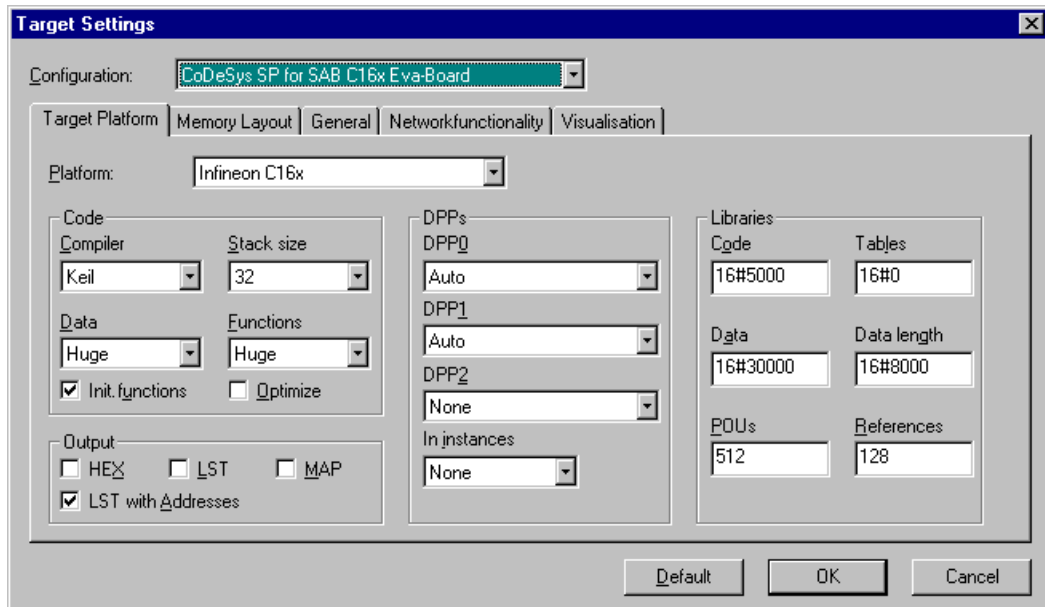 Target Settings
Configuration: CoDeSys SP for SAB C16x Eva-Board
Target Platform Memory Layout General Networkfunctionality Visualisation
Platform: Infineon C16x
Code
Compiler Stack size
Keil 32
Data Functions
Huge Huge
Init. functions Optimize
Output
HEX LST MAP
LST with Addresses
DPPs
DPP0
Auto
DPP1
Auto
DPP2
None
In instances
None
Libraries
Code Tables
16#5000 16#0
Data Data length
16#30000 16#8000
POUs References
512 128
Default OK Cancel